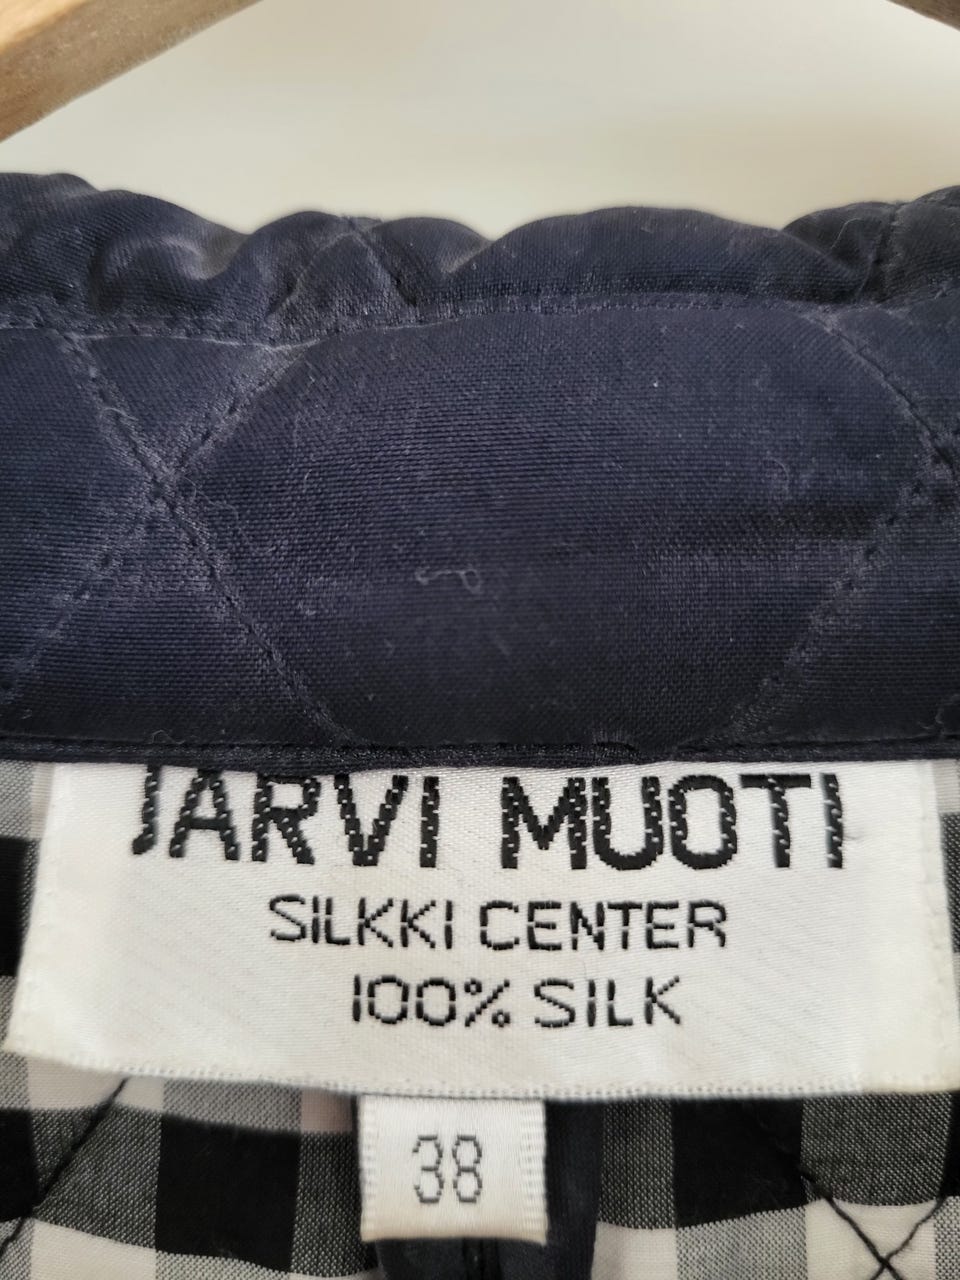 JARVI MUOTI
SILKKI CENTER
100% SILK
38